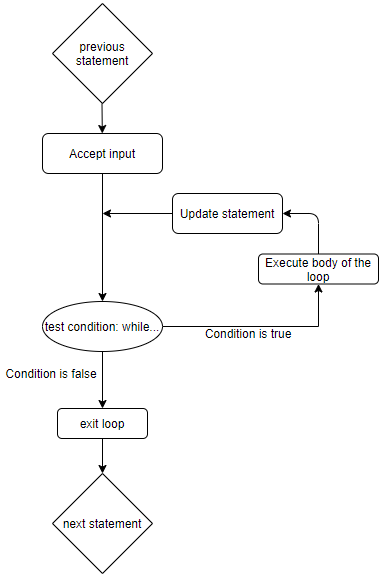 previous
statement
Accept input
Update statement
Execute body of the
loop
test condition: while...
Condition is true
Condition is false
exit loop
next statement